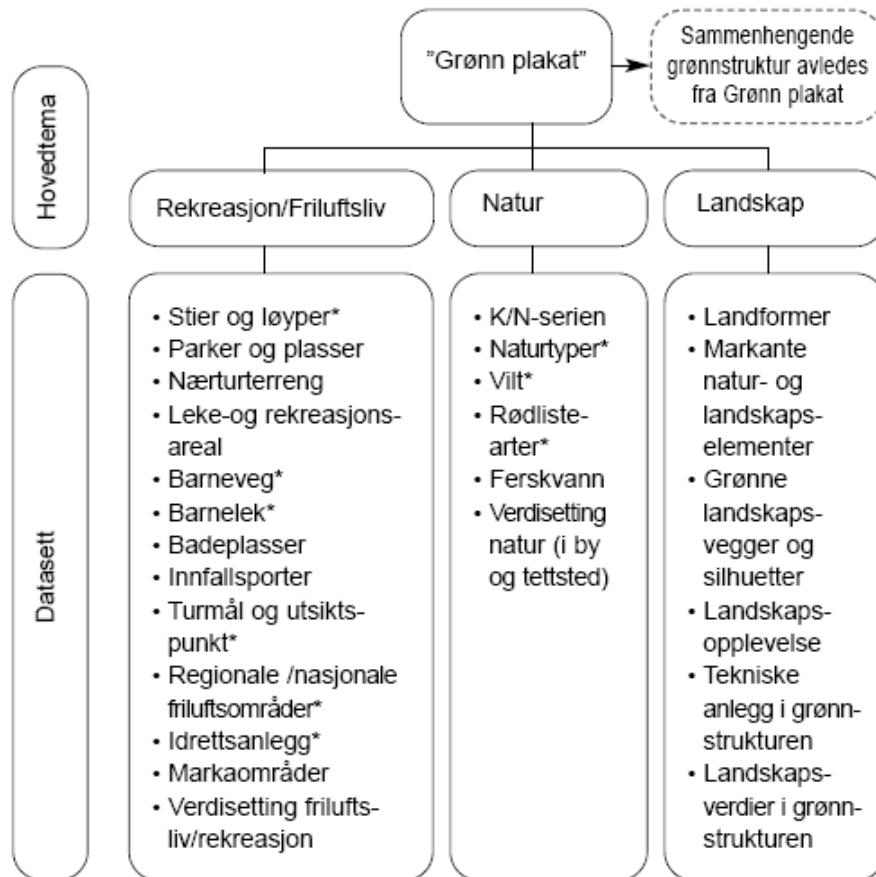 "Grønn plakat"
Sammenhengende
grønnstruktur avledes
fra Grønn plakat
Hovedtema
Rekreasjon/Friluftsliv
Natur
Landskap
Datasett
• Stier og løyper*
• Parker og plasser
• Nærturterreng
• Leke-og rekreasjons-
areal
• Barneveg*
• Barnelek*
• Badeplasser
• Innfallsporter
• Turmål og utsikts-
punkt*
• Regionale /nasjonale
friluftsområder*
• Idrettsanlegg*
• Markaområder
• Verdisetting frilufts-
liv/rekreasjon
• K/N-serien
• Naturtyper*
• Vilt*
• Rødliste-
arter*
• Ferskvann
• Verdisetting
natur (i by
og tettsted)
• Landformer
• Markante
natur- og
landskaps-
elementer
• Grønne
landskaps-
vegger og
silhuetter
• Landskaps-
opplevelse
• Tekniske
anlegg i grønn-
strukturen
• Landskaps-
verdier i grønn-
strukturen